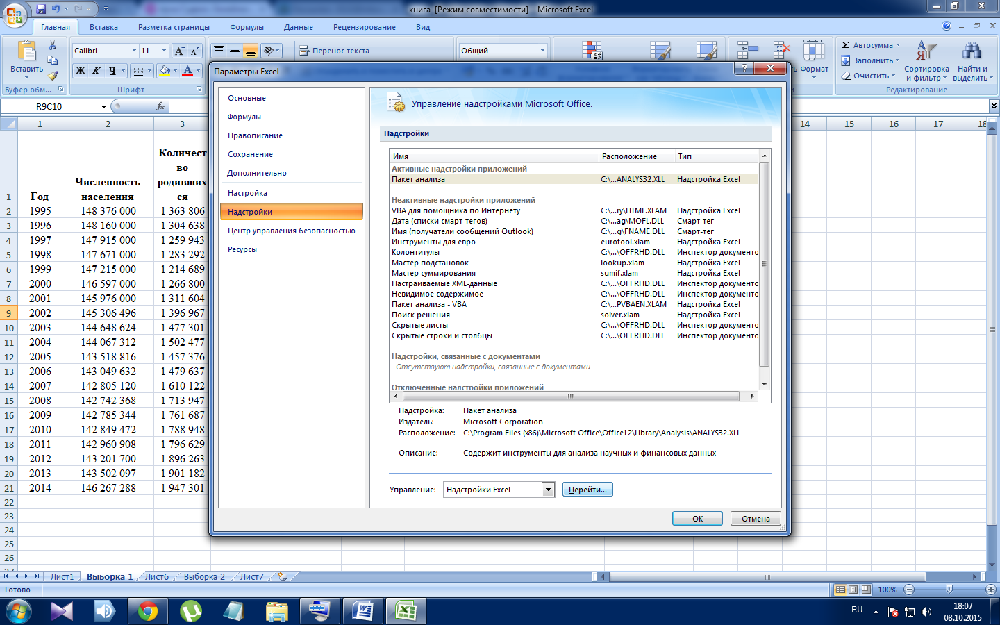 книга  [Режим совместимости] - Microsoft Excel
Главная Вставка Разметка страницы Формулы Данные Рецензирование Вид
Calibri 11 Перенос текста Общий Σ Автосумма
Вставить Заполнить
Ж К Ч А Формат Очистить Сортировка и фильтр Найти и выделить
Буфер обм... Шрифт Редактирование
R9C10 fx
Параметры Excel
Основные
Формулы
Правописание
Сохранение
Дополнительно
Настройка
Надстройки
Центр управления безопасностью
Ресурсы
Управление надстройками Microsoft Office.
Надстройки
Имя Расположение Тип
Активные надстройки приложений
Пакет анализа C:\...ANALYS32.XLL Надстройка Excel
Неактивные надстройки приложений
VBA для помощника по Интернету C:\...ry\HTML.XLAM Надстройка Excel
Дата (списки смарт-тегов) C:\...ag\MOFL.DLL Смарт-тег
Имя (получатели сообщений Outlook) C:\...g\FNAME.DLL Смарт-тег
Инструменты для евро eurotool.xlam Надстройка Excel
Колонтитулы C:\...\OFFRHD.DLL Инспектор документо
Мастер подстановок lookup.xlam Надстройка Excel
Мастер суммирования sumif.xlam Надстройка Excel
Настраиваемые XML-данные C:\...\OFFRHD.DLL Инспектор документо
Невидимое содержимое C:\...\OFFRHD.DLL Инспектор документо
Пакет анализа - VBA C:\...PVBAEN.XLAM Надстройка Excel
Поиск решения solver.xlam Надстройка Excel
Скрытые листы C:\...\OFFRHD.DLL Инспектор документо
Скрытые строки и столбцы C:\...\OFFRHD.DLL Инспектор документо
Надстройки, связанные с документами
Отсутствуют надстройки, связанные с документами
Отключенные надстройки приложений
Надстройка: Пакет анализа
Издатель: Microsoft Corporation
Расположение: C:\Program Files (x86)\Microsoft Office\Office12\Library\Analysis\ANALYS32.XLL
Описание: Содержит инструменты для анализа научных и финансовых данных
Управление: Надстройки Excel Перейти...
OK Отмена
1 2 3 14 15 16 17 18
1 Год Численность населения Количест во родивших ся
2 1995 148 376 000 1 363 806
3 1996 148 160 000 1 304 638
4 1997 147 915 000 1 259 943
5 1998 147 671 000 1 283 292
6 1999 147 215 000 1 214 689
7 2000 146 597 000 1 266 800
8 2001 145 976 000 1 311 604
9 2002 145 306 496 1 396 967
10 2003 144 648 624 1 477 301
11 2004 144 067 312 1 502 477
12 2005 143 518 816 1 457 376
13 2006 143 049 632 1 479 637
14 2007 142 805 120 1 610 122
15 2008 142 742 368 1 713 947
16 2009 142 785 344 1 761 687
17 2010 142 849 472 1 788 948
18 2011 142 960 908 1 796 629
19 2012 143 201 700 1 896 263
20 2013 143 502 097 1 901 182
21 2014 146 267 288 1 947 301
22
23
24
25
26
27
Лист1 Выьорка 1 Лист6 Выборка 2 Лист7
Готово 100%
RU 18:07
08.10.2015